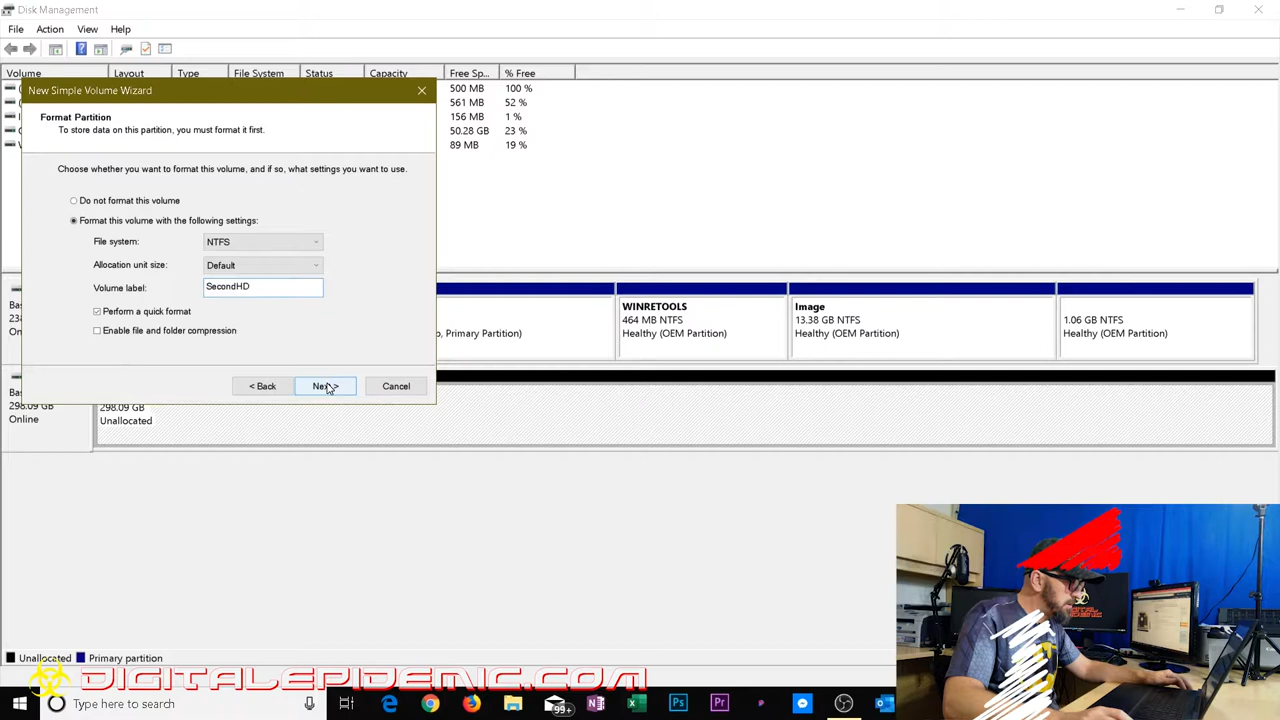 Disk Management
File Action View Help
Volume Layout Type File System Status Capacity Free Sp... % Free
500 MB 100 %
561 MB 52 %
156 MB 1 %
50.28 GB 23 %
89 MB 19 %
New Simple Volume Wizard
Format Partition
To store data on this partition, you must format it first.
Choose whether you want to format this volume, and if so, what settings you want to use.
Do not format this volume
Format this volume with the following settings:
File system: NTFS
Allocation unit size: Default
Volume label: SecondHD
Perform a quick format
Enable file and folder compression
< Back Next > Cancel
p, Primary Partition)
WINRETOOLS
464 MB NTFS
Healthy (OEM Partition)
Image
13.38 GB NTFS
Healthy (OEM Partition)
1.06 GB NTFS
Healthy (OEM Partition)
Bas
23
On
Bas
298.09 GB
Online
298.09 GB
Unallocated
Unallocated Primary partition
DIGITALEPIDEMIC.COM
Type here to search
99+